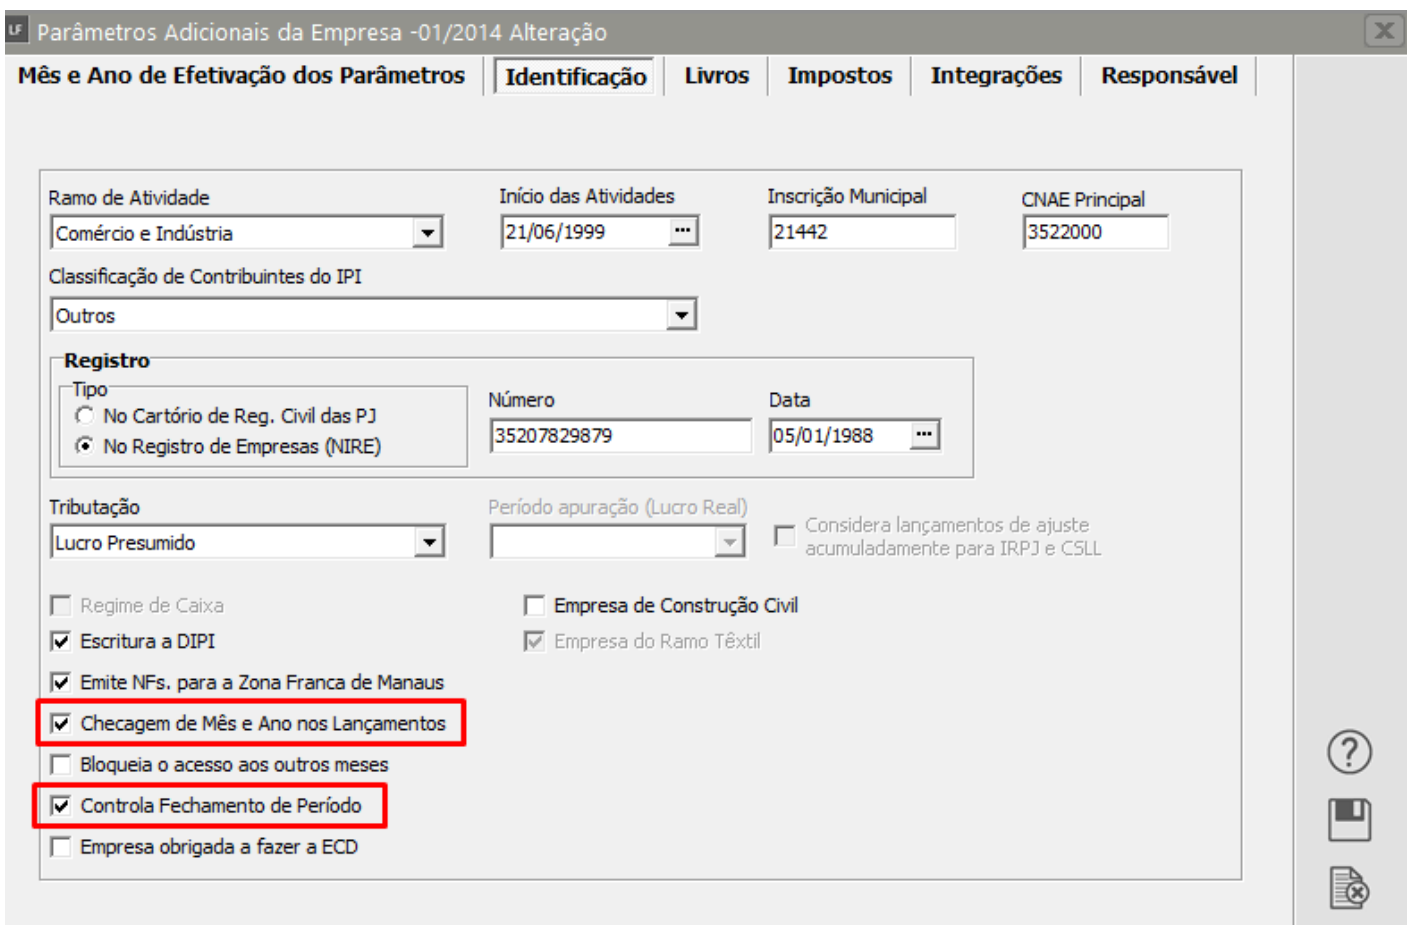 LF Parâmetros Adicionais da Empresa -01/2014 Alteração
Mês e Ano de Efetivação dos Parâmetros Identificação Livros Impostos Integrações Responsável
Ramo de Atividade Início das Atividades Inscrição Municipal CNAE Principal
Comércio e Indústria 21/06/1999 ... 21442 3522000
Classificação de Contribuintes do IPI
Outros
Registro
Tipo
No Cartório de Reg. Civil das PJ
No Registro de Empresas (NIRE)
Número Data
35207829879 05/01/1988 ...
Tributação Período apuração (Lucro Real)
Lucro Presumido
Considera lançamentos de ajuste
acumuladamente para IRPJ e CSLL
Regime de Caixa Empresa de Construção Civil
Escritura a DIPI Empresa do Ramo Têxtil
Emite NFs. para a Zona Franca de Manaus
Checagem de Mês e Ano nos Lançamentos
Bloqueia o acesso aos outros meses
Controla Fechamento de Período
Empresa obrigada a fazer a ECD